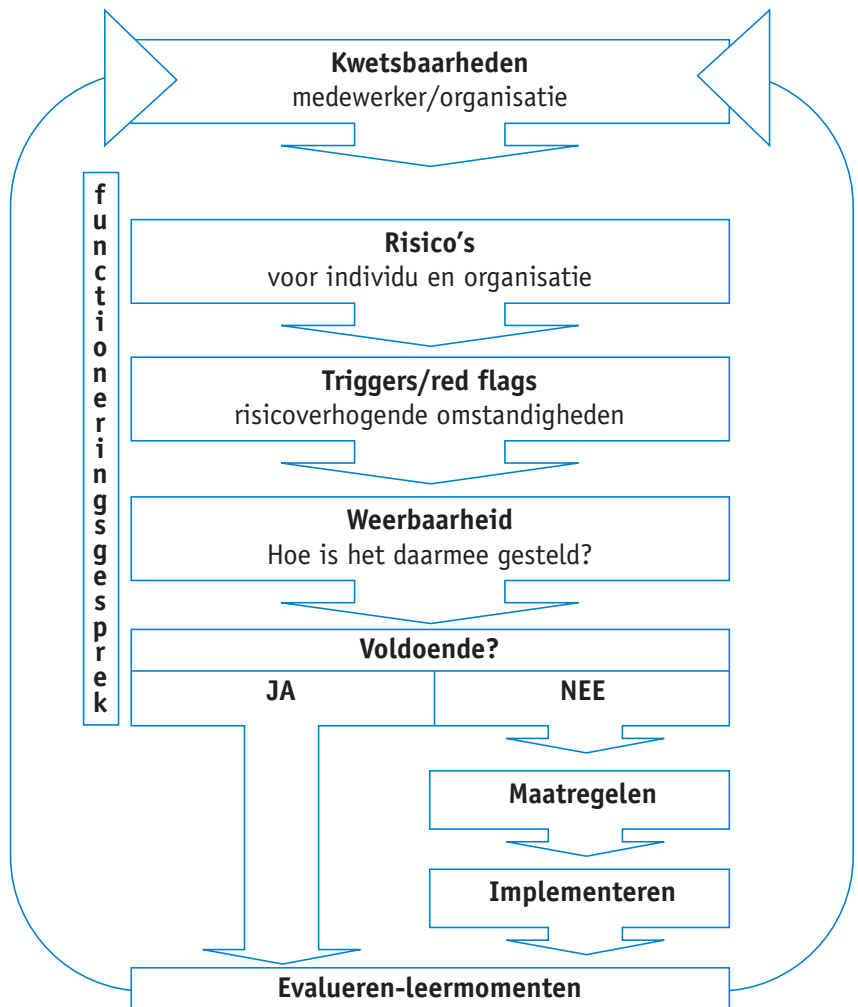 Kwetsbaarheden
medewerker/organisatie
functioneringsgesprek
Risico's
voor individu en organisatie
Triggers/red flags
risicoverhogende omstandigheden
Weerbaarheid
Hoe is het daarmee gesteld?
Voldoende?
JA
NEE
Maatregelen
Implementeren
Evalueren-leermomenten